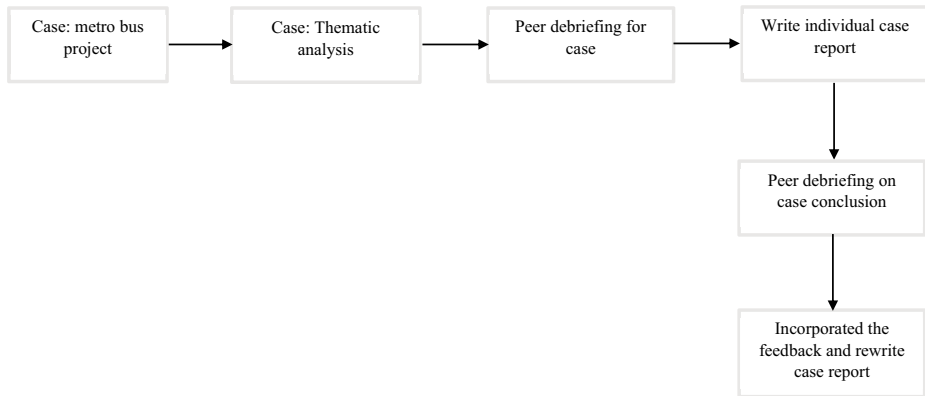 Case: metro bus
project
Case: Thematic
analysis
Peer debriefing for
case
Write individual case
report
Peer debriefing on
case conclusion
Incorporated the
feedback and rewrite
case report